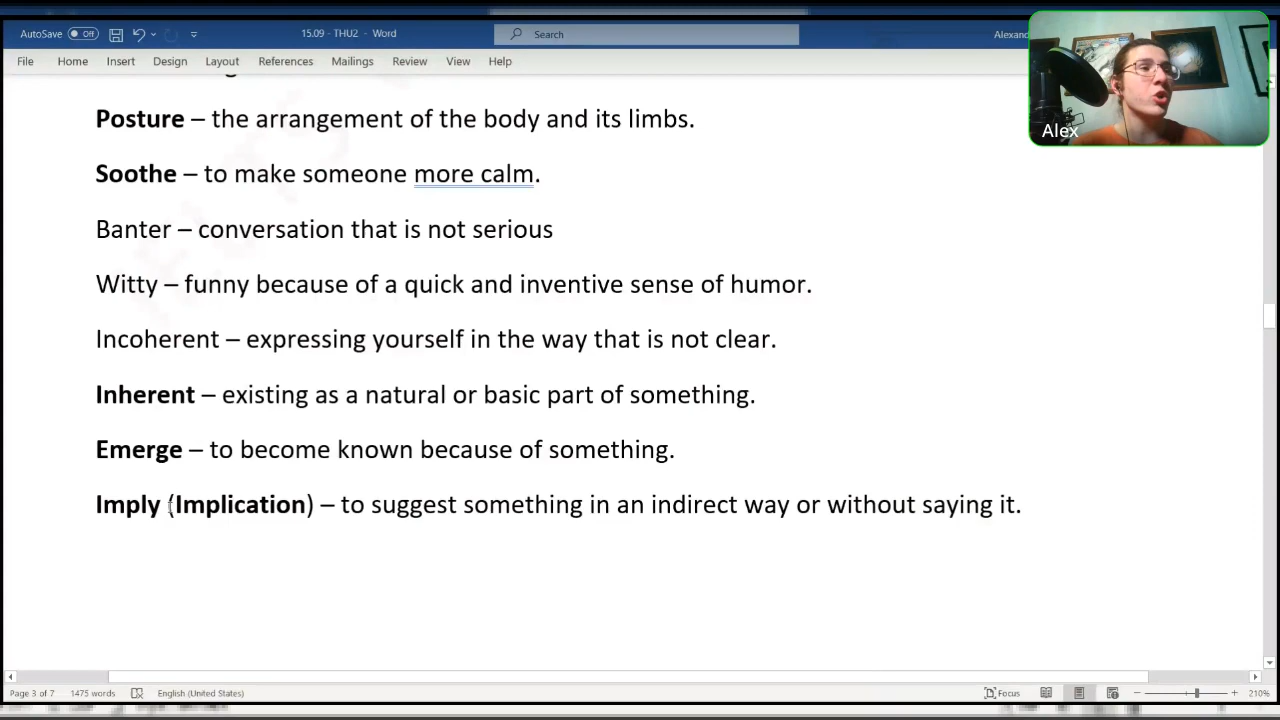 AutoSave Off 15.09 - THU2 - Word Search
File Home Insert Design Layout References Mailings Review View Help
Alex
Posture – the arrangement of the body and its limbs.
Soothe – to make someone more calm.
Banter – conversation that is not serious
Witty – funny because of a quick and inventive sense of humor.
Incoherent – expressing yourself in the way that is not clear.
Inherent – existing as a natural or basic part of something.
Emerge – to become known because of something.
Imply (Implication) – to suggest something in an indirect way or without saying it.
Page 3 of 7 1475 words English (United States) Focus 210%